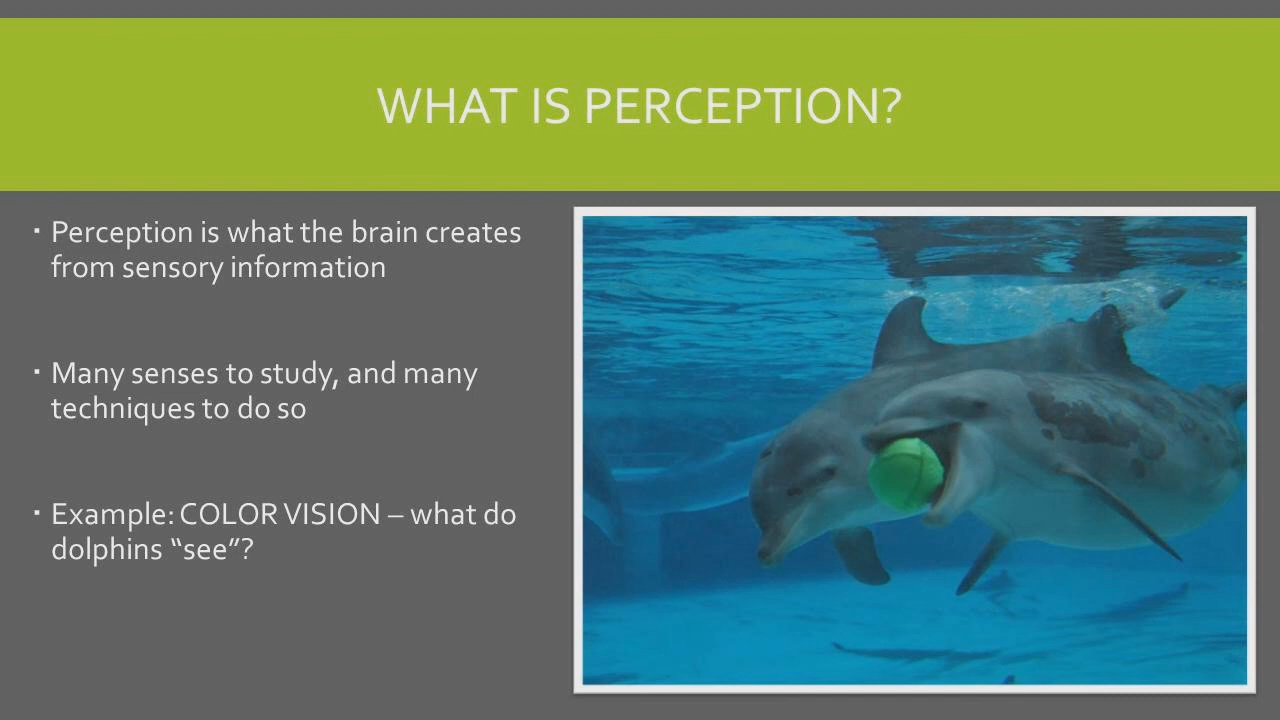 WHAT IS PERCEPTION?
▪ Perception is what the brain creates
from sensory information
▪ Many senses to study, and many
techniques to do so
▪ Example: COLOR VISION – what do
dolphins “see”?